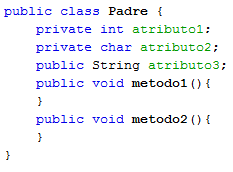 public class Padre {
    private int atributo1;
    private char atributo2;
    public String atributo3;
    public void metodo1(){
    }
    public void metodo2(){
    }
}